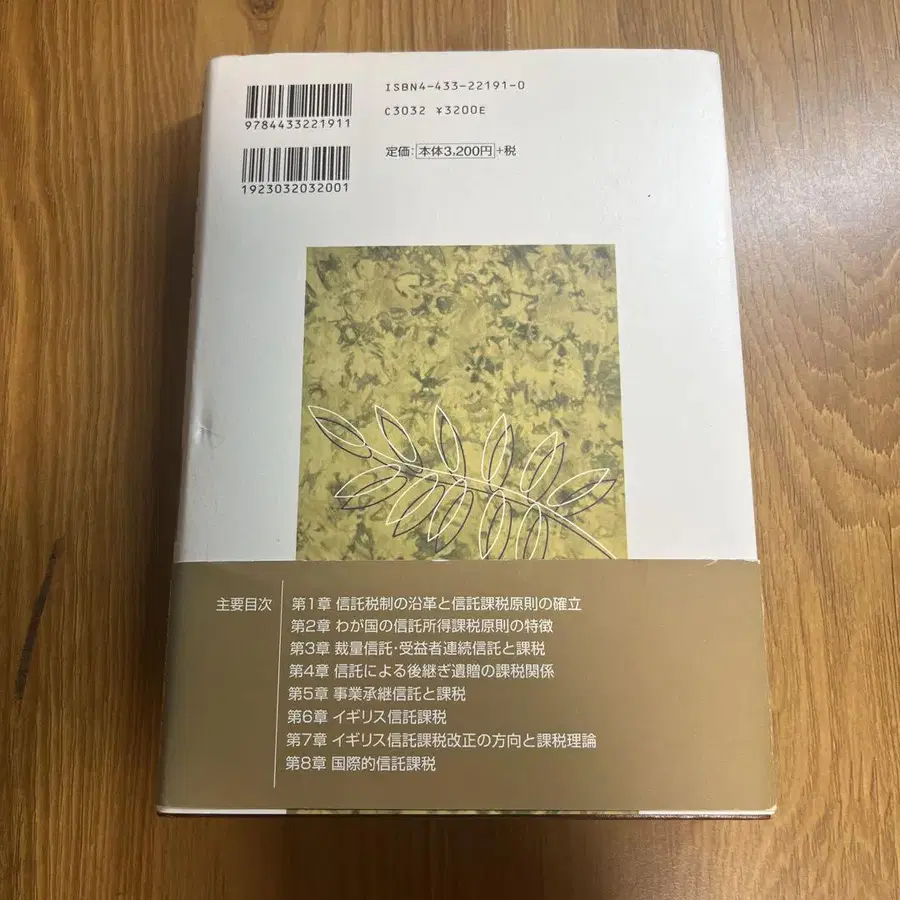 ISBN4-433-22191-0
C3032 ¥3200E
9784433221911
定価:本体3,200円+税
1923032032001
主要目次
第1章 信託税制の沿革と信託課税原則の確立
第2章 わが国の信託所得課税原則の特徴
第3章 裁量信託・受益者連続信託と課税
第4章 信託による後継ぎ遺贈の課税関係
第5章 事業承継信託と課税
第6章 イギリス信託課税
第7章 イギリス信託課税改正の方向と課税理論
第8章 国際的信託課税